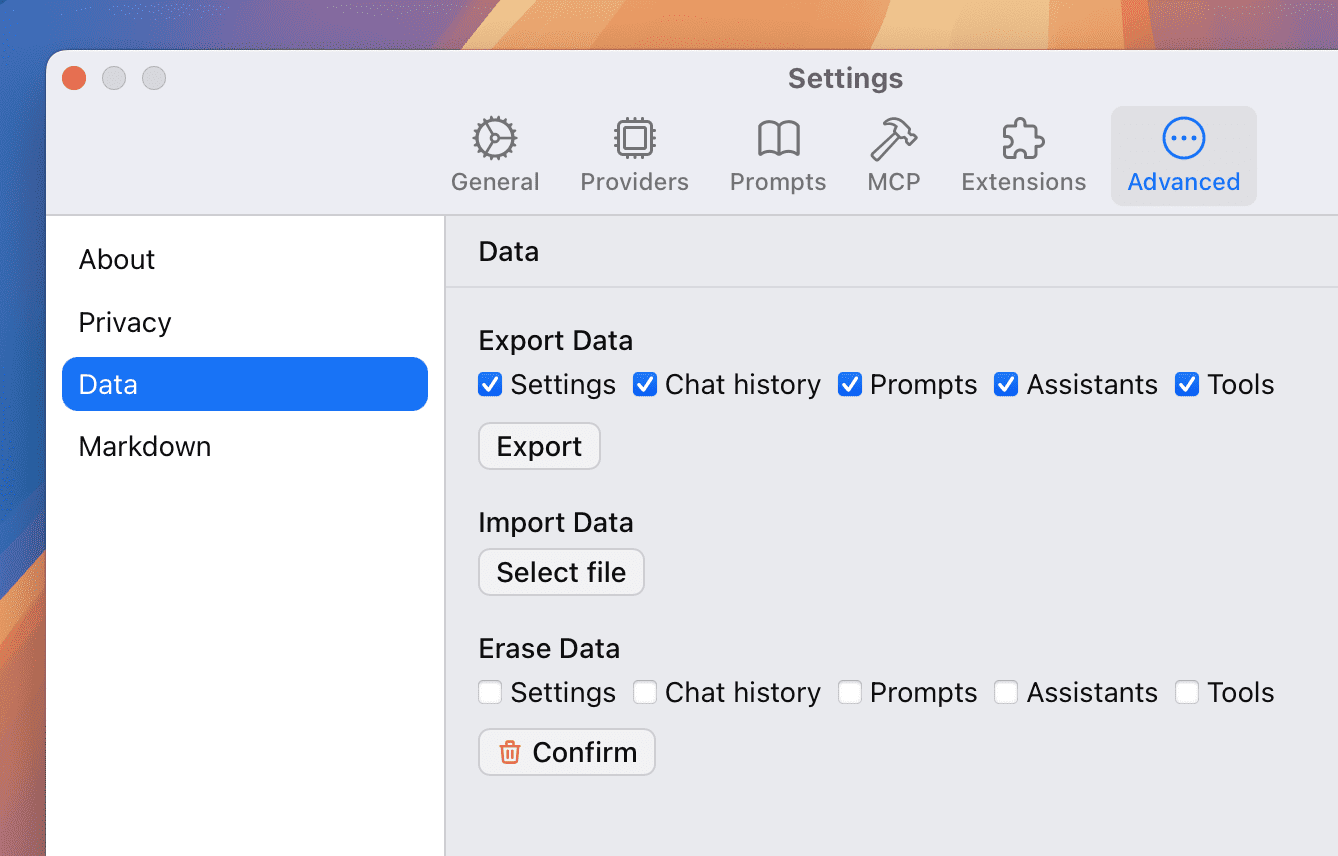 Settings
General Providers Prompts MCP Extensions Advanced
About
Privacy
Data
Markdown
Data
Export Data
Settings Chat history Prompts Assistants Tools
Export
Import Data
Select file
Erase Data
Settings Chat history Prompts Assistants Tools
Confirm